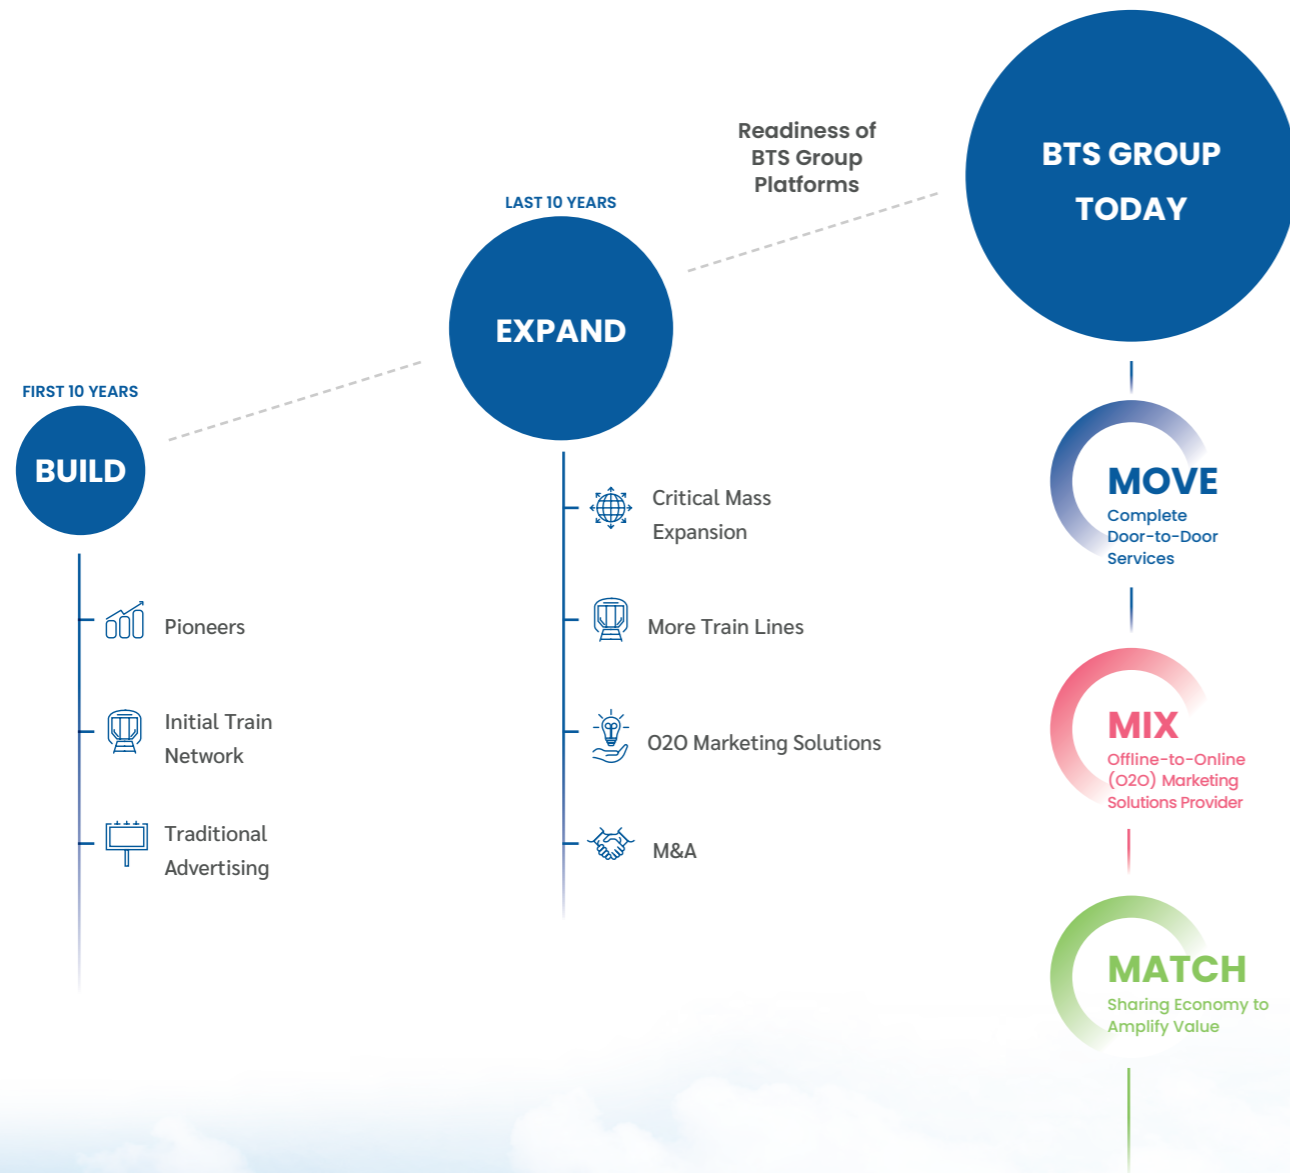 FIRST 10 YEARS
BUILD
Pioneers
Initial Train
Network
Traditional
Advertising
LAST 10 YEARS
EXPAND
Critical Mass
Expansion
More Train Lines
O2O Marketing Solutions
M&A
Readiness of
BTS Group
Platforms
BTS GROUP
TODAY
MOVE
Complete
Door-to-Door
Services
MIX
Offline-to-Online
(O2O) Marketing
Solutions Provider
MATCH
Sharing Economy to
Amplify Value